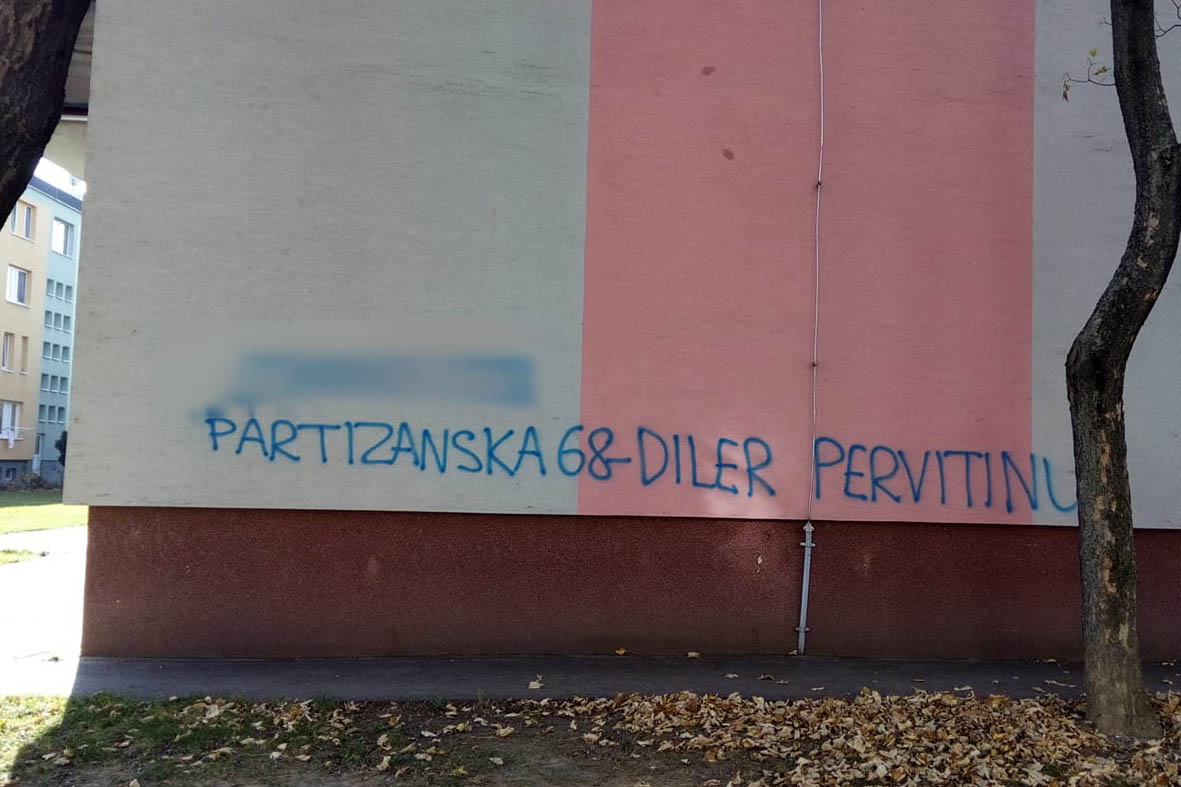 PARTIZANSKA 68- DILER PERVITINU